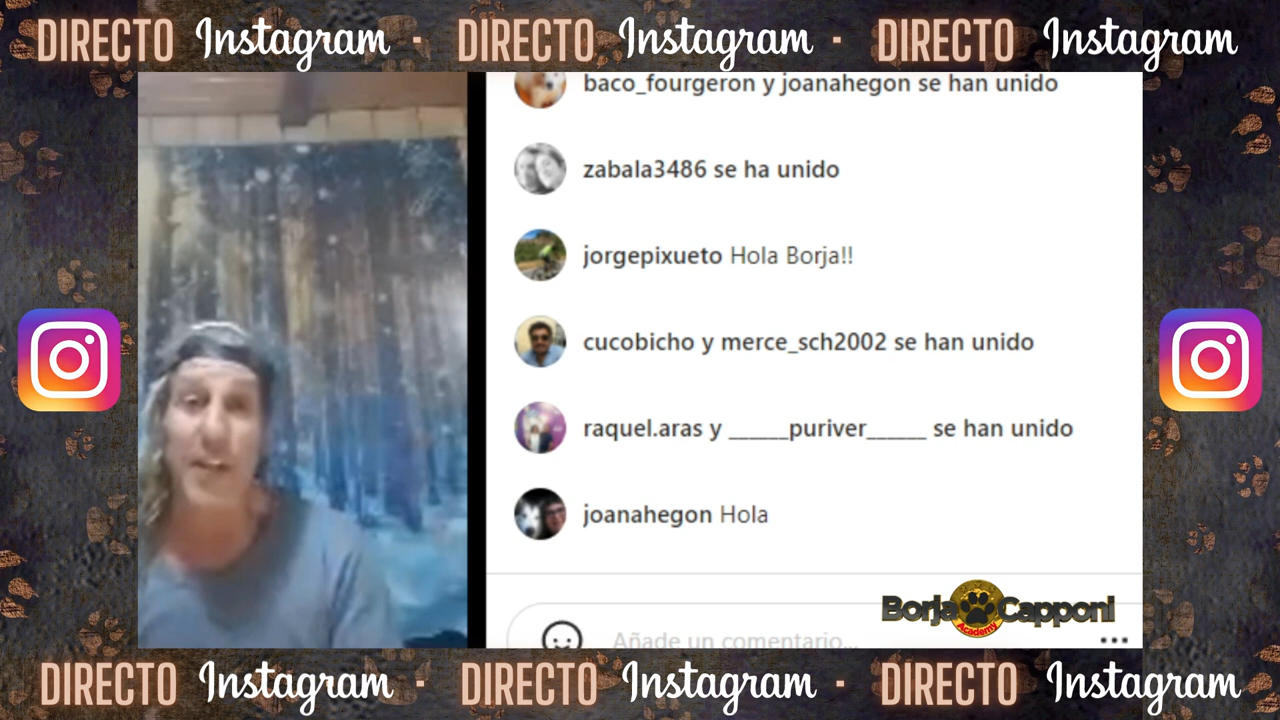 DIRECTO Instagram · DIRECTO Instagram · DIRECTO Instagram
baco_fourgeron y joanahegon se han unido
zabala3486 se ha unido
jorgepixueto Hola Borja!!
cucobicho y merce_sch2002 se han unido
raquel.aras y ______puriver______ se han unido
joanahegon Hola
Borja Capponi
Academy
Añade un comentario...
DIRECTO Instagram · DIRECTO Instagram · DIRECTO Instagram